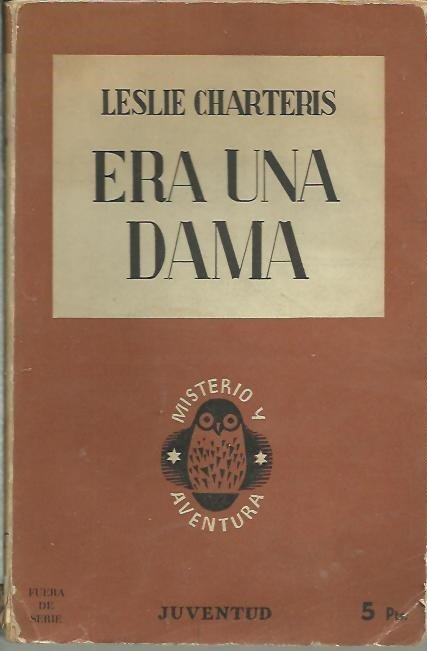 LESLIE CHARTERIS
ERA UNA
DAMA
MISTERIO Y
AVENTURA
FUERA
DE
SERIE
JUVENTUD
5 Pts.